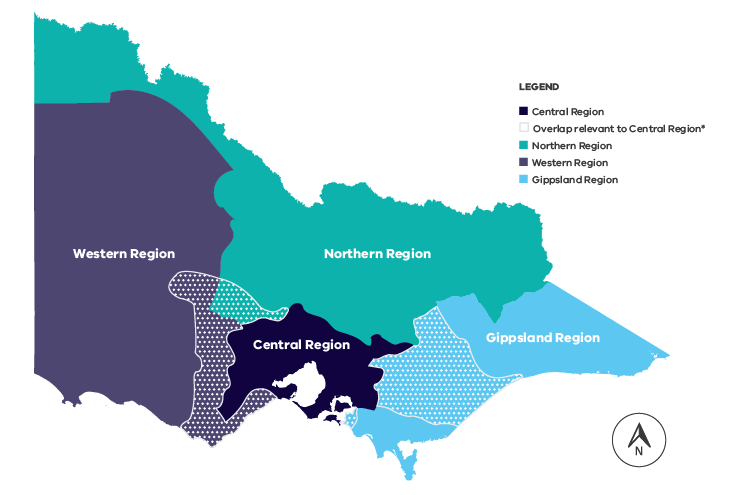 LEGEND
Central Region
Overlap relevant to Central Region*
Northern Region
Western Region
Gippsland Region
Western Region
Northern Region
Gippsland Region
Central Region
N